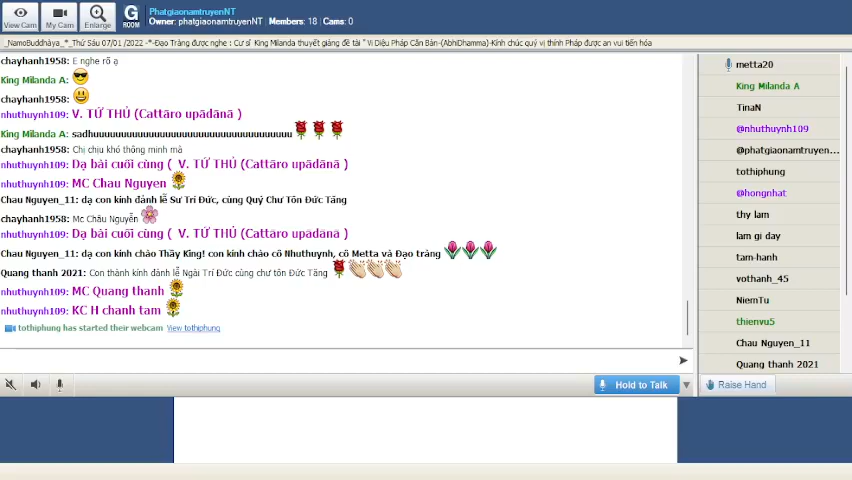 View Cam
My Cam
Enlarge
G
ROOM
PhatgiaonamtruyenNT
Owner: phatgiaonamtruyenNT | Members: 18 | Cams: 0
_NamoBuddhàya_*_Thứ Sáu 07/01 /2022 -*-Đạo Tràng được nghe : Cư sĩ King Milanda thuyết giảng đề tài " Vi Diệu Pháp Căn Bản-(AbhiDhamma)-Kính chúc quý vị thính Pháp được an vui tiến hóa
chayhanh1958: E nghe rõ ạ
King Milanda A:
chayhanh1958:
nhuthuynh109: V. TỨ THỦ (Cattāro upādānā )
King Milanda A: sadhuuuuuuuuuuuuuuuuuuuuuuuuuuuuuuuuuuuuuu
chayhanh1958: Chị chịu khó thông minh mà
nhuthuynh109: Dạ bài cuối cùng (  V. TỨ THỦ (Cattāro upādānā )
nhuthuynh109: MC Chau Nguyen
Chau Nguyen_11: dạ con kính đảnh lễ Sư Trí Đức, cùng Quý Chư Tôn Đức Tăng
chayhanh1958: Mc Châu Nguyễn
nhuthuynh109: Dạ bài cuối cùng (  V. TỨ THỦ (Cattāro upādānā )
Chau Nguyen_11: dạ con kính chào Thầy King! con kính chào cô Nhuthuynh, cô Metta và Đạo tràng
Quang thanh 2021: Con thành kính đảnh lễ Ngài Trí Đức cùng chư tôn Đức Tăng
nhuthuynh109: MC Quang thanh
nhuthuynh109: KC H chanh tam
tothiphung has started their webcam View tothiphung
Hold to Talk
metta20
King Milanda A
TinaN
@nhuthuynh109
@phatgiaonamtruyen...
tothiphung
@hongnhat
thy lam
lam gi day
tam-hanh
vothanh_45
NiemTu
thienvu5
Chau Nguyen_11
Quang thanh 2021
Raise Hand